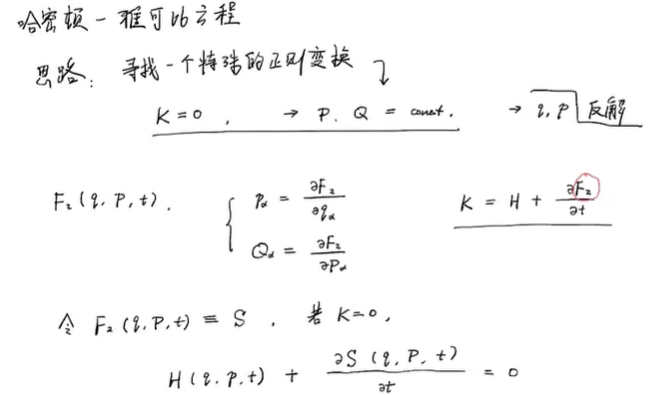 哈密顿-雅可比方程
思路: 寻找一个特殊的正则变换
K=0, → P, Q = const. → q, p 反解
F₂(q, P, t). { pα = ∂F₂/∂qα K = H + ∂F₂/∂t
Qα = ∂F₂/∂Pα
令 F₂(q, P, t) ≡ S, 若 K=0,
H(q, p, t) + ∂S(q, P, t)/∂t = 0